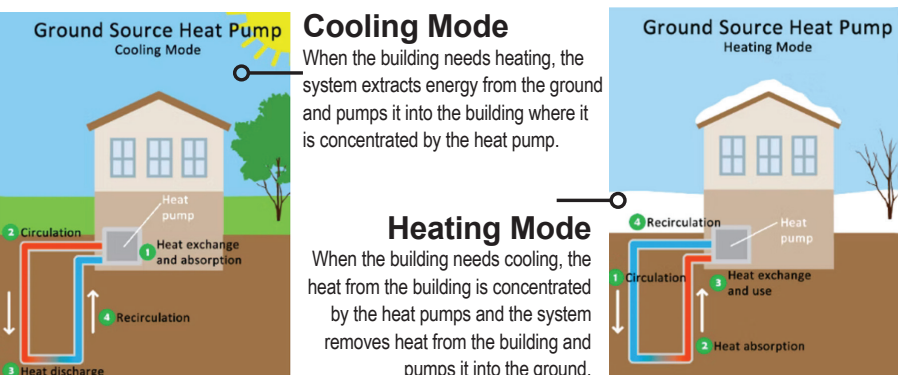 Ground Source Heat Pump
Cooling Mode
Heat
pump
2 Circulation
1 Heat exchange
and absorption
4 Recirculation
3 Heat discharge
Cooling Mode
When the building needs heating, the
system extracts energy from the ground
and pumps it into the building where it
is concentrated by the heat pump.
Heating Mode
When the building needs cooling, the
heat from the building is concentrated
by the heat pumps and the system
removes heat from the building and
pumps it into the ground.
Ground Source Heat Pump
Heating Mode
4 Recirculation
Heat
pump
1 Circulation
3 Heat exchange
and use
2 Heat absorption